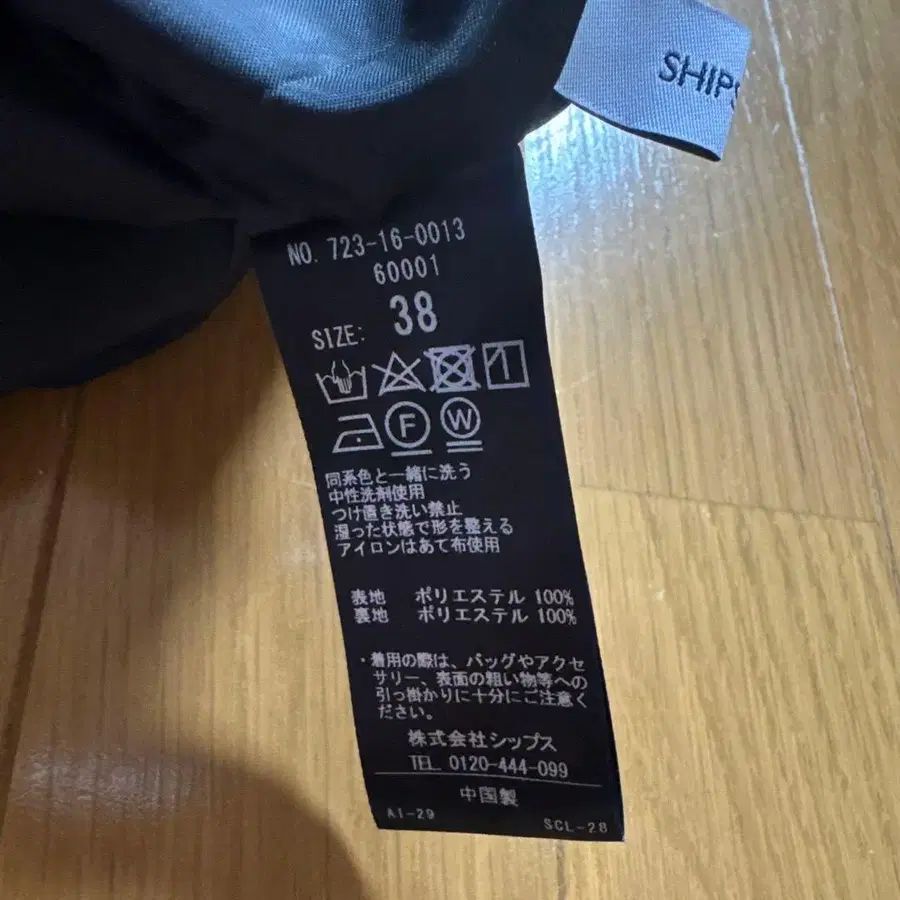 SHIPS
NO. 723-16-0013
60001
SIZE: 38
F W
同系色と一緒に洗う
中性洗剤使用
つけ置き洗い禁止
湿った状態で形を整える
アイロンはあて布使用
表地 ポリエステル 100%
裏地 ポリエステル 100%
・着用の際は、バッグやアクセ
サリー、表面の粗い物等への
引っ掛かりに十分にご注意く
ださい。
株式会社シップス
TEL. 0120-444-099
中国製
AI-29 SCL-28